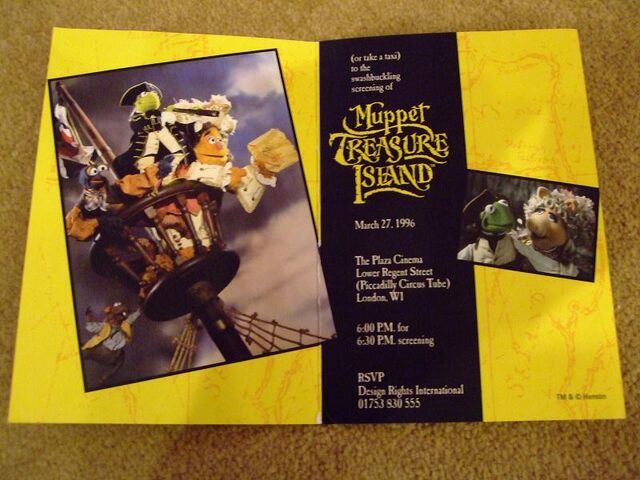 (or take a taxi)
to the
swashbuckling
screening of
Muppet
TREASURE
ISLAND
March 27, 1996
The Plaza Cinema
Lower Regent Street
(Piccadilly Circus Tube)
London, W1
6:00 P.M. for
6:30 P.M. screening
RSVP
Design Rights International
01753 830 555
TM & © Henson